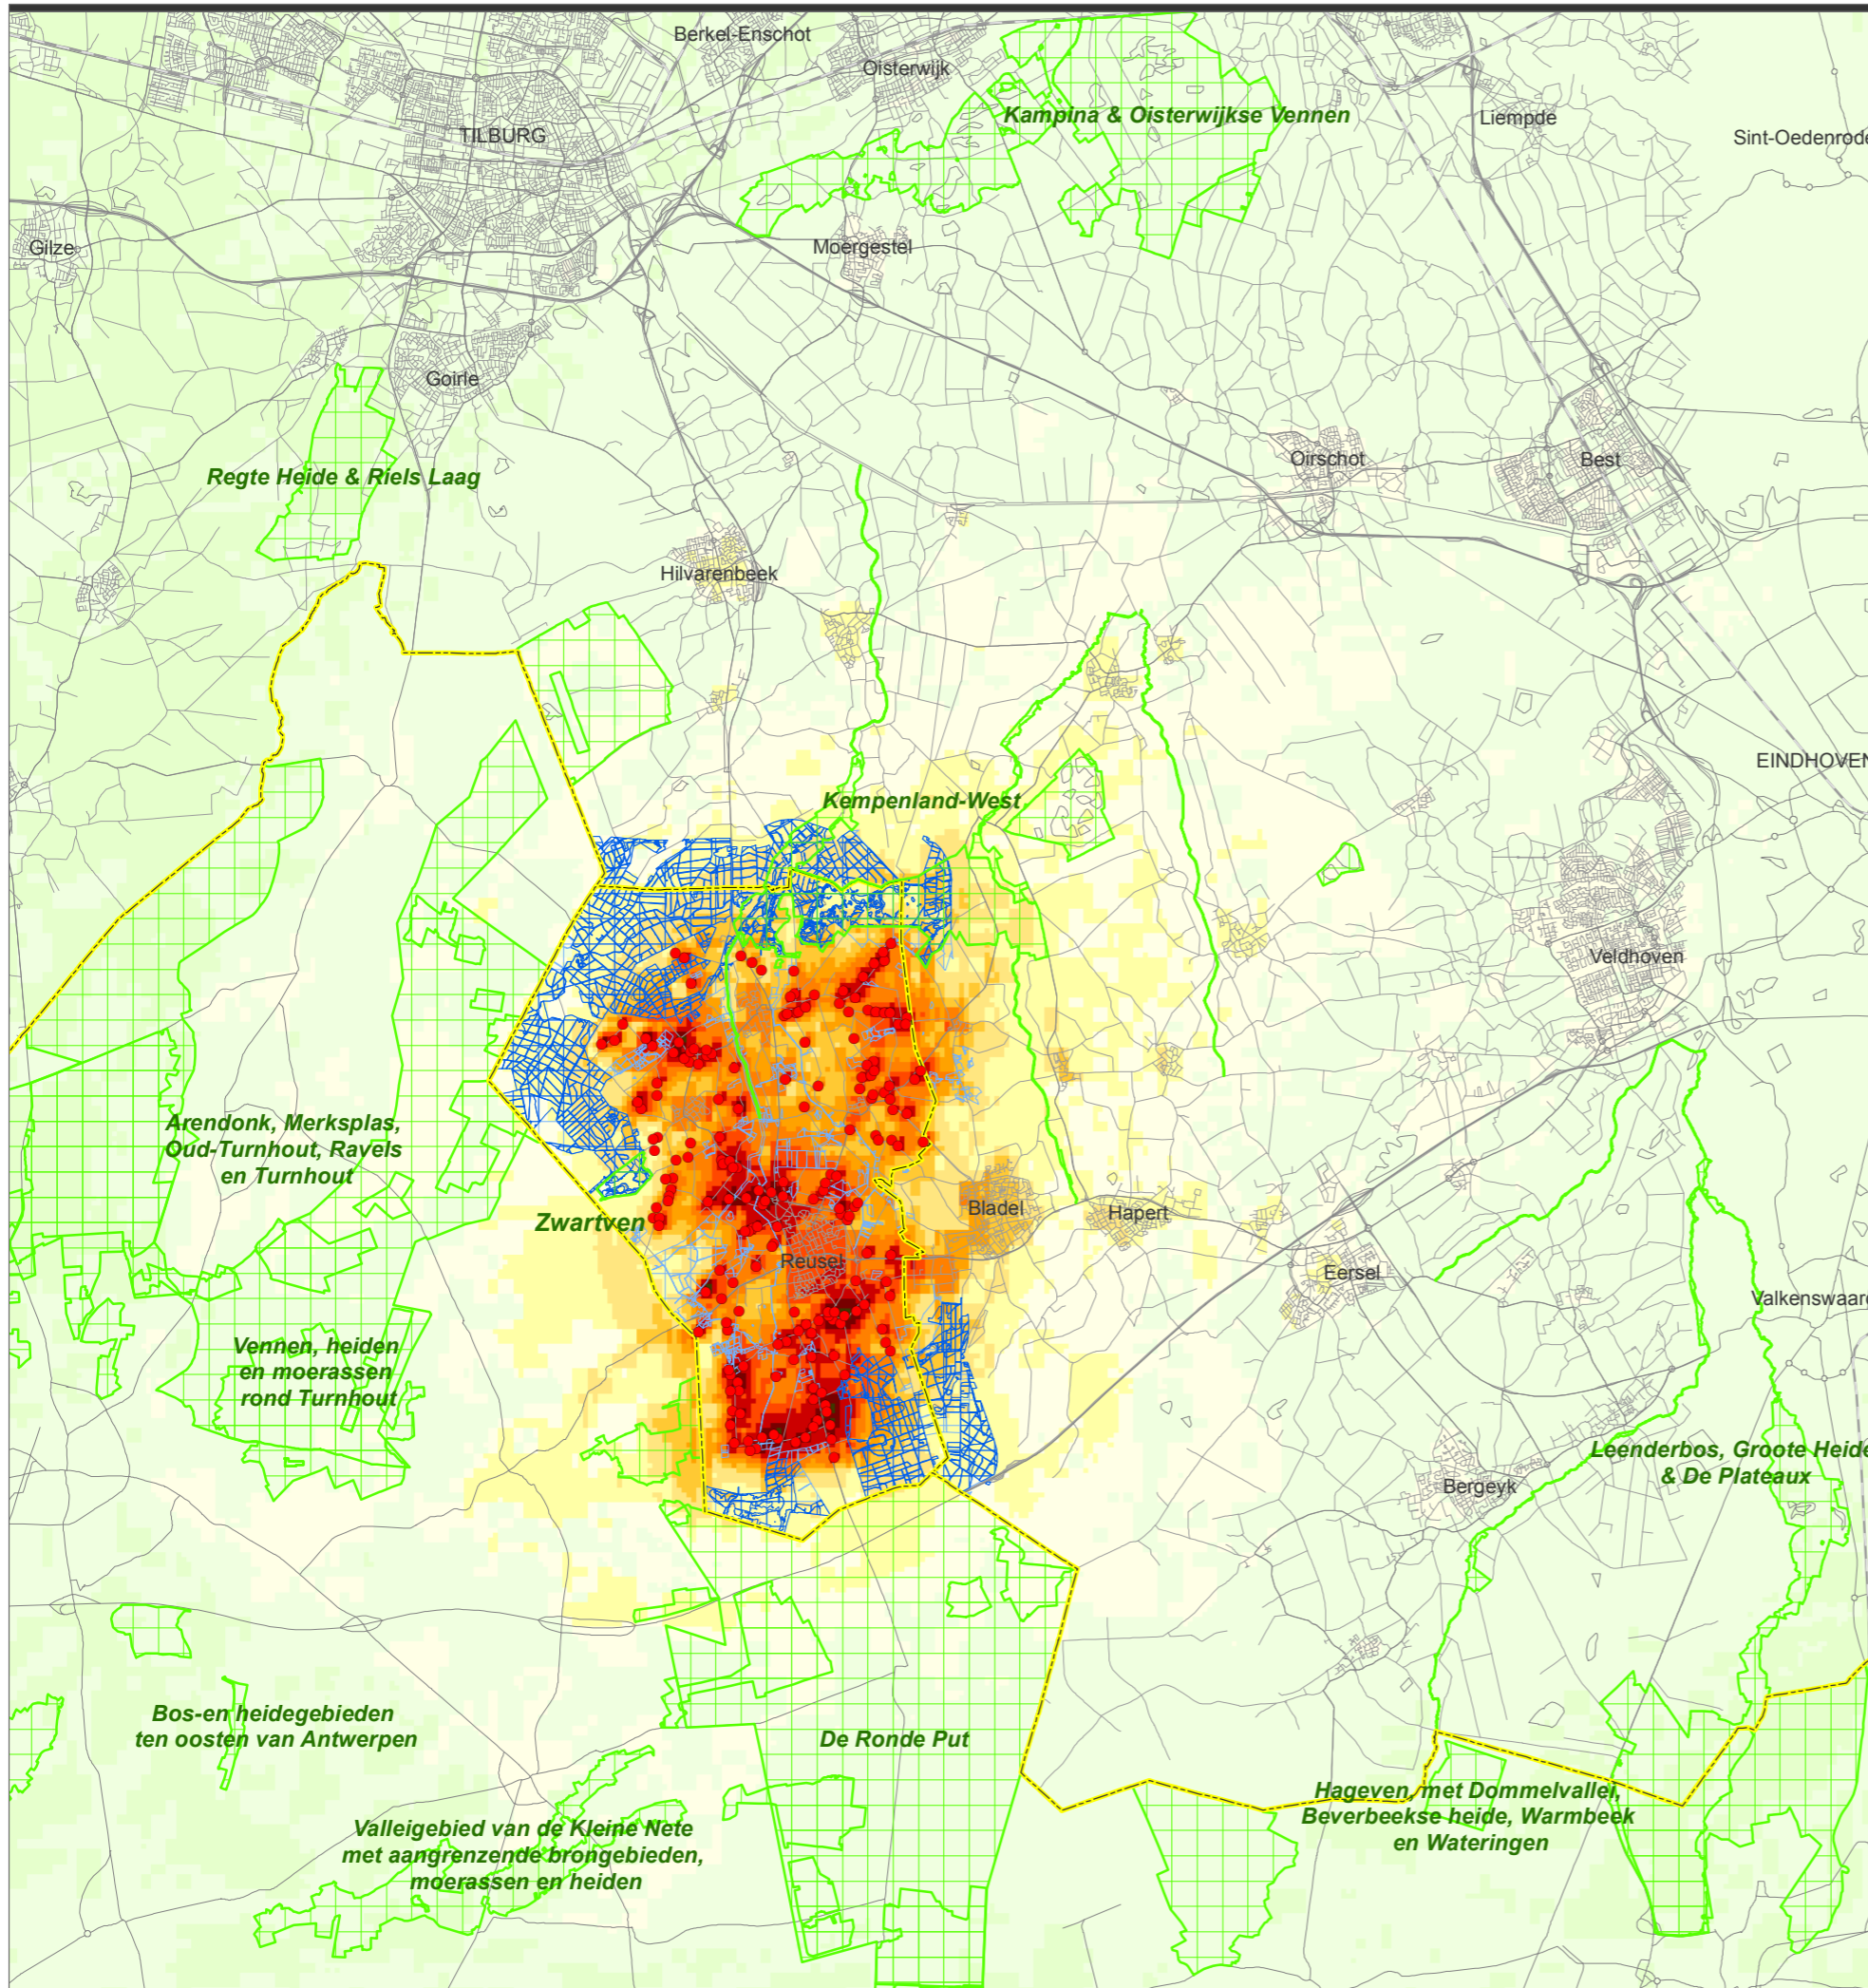 Berkel-Enschot
Oisterwijk
Kampina & Oisterwijkse Vennen
Liempde
TILBURG
Sint-Oedenrode
Gilze
Moergestel
Goirle
Regte Heide & Riels Laag
Oirschot
Best
Hilvarenbeek
EINDHOVEN
Kempenland-West
Veldhoven
Arendonk, Merksplas,
Oud-Turnhout, Ravels
en Turnhout
Zwartven
Bladel
Hapert
Reusel
Eersel
Valkenswaard
Vennen, heiden
en moerassen
rond Turnhout
Leenderbos, Groote Heide
& De Plateaux
Bergeyk
Bos-en heidegebieden
ten oosten van Antwerpen
De Ronde Put
Hageven, met Dommelvallei,
Beverbeekse heide, Warmbeek
en Wateringen
Valleigebied van de Kleine Nete
met aangrenzende brongebieden,
moerassen en heiden